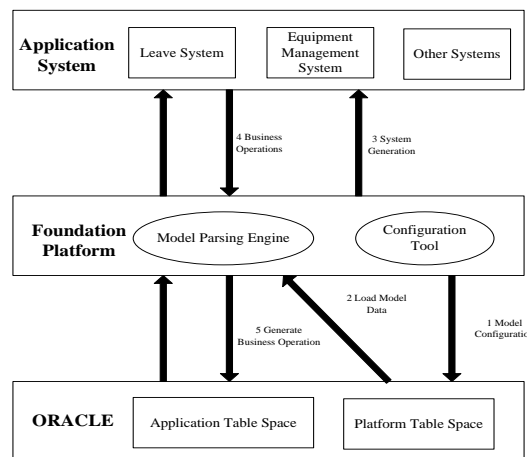 Application
System
Leave System
Equipment
Management
System
Other Systems
4 Business
Operations
3 System
Generation
Foundation
Platform
Model Parsing Engine
Configuration
Tool
2 Load Model
Data
1 Model
Configuration
5 Generate
Business Operation
ORACLE
Application Table Space
Platform Table Space